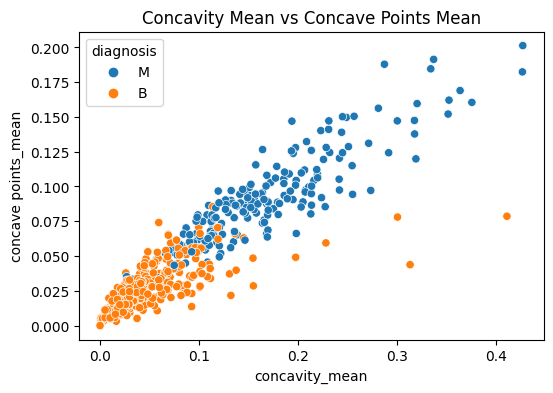 Concavity Mean vs Concave Points Mean
diagnosis
M
B
concave points_mean
0.200
0.175
0.150
0.125
0.100
0.075
0.050
0.025
0.000
0.0 0.1 0.2 0.3 0.4
concavity_mean